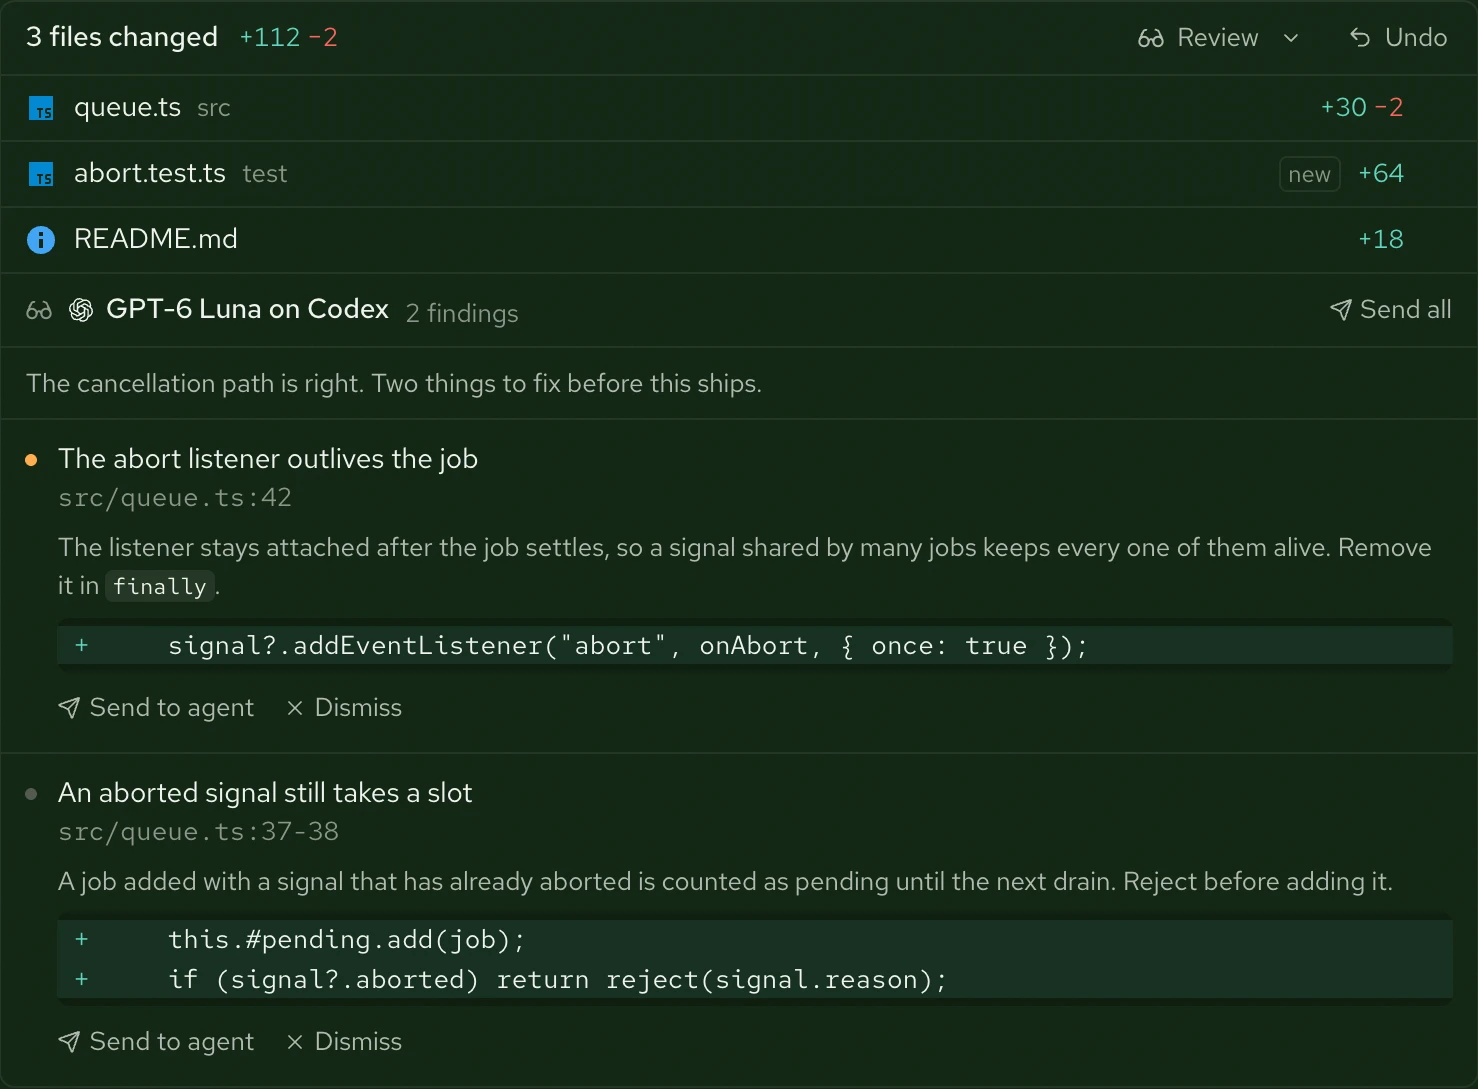 3 files changed +112 −2 Review Undo
TS queue.ts src +30 −2
TS abort.test.ts test new +64
README.md +18
GPT-6 Luna on Codex 2 findings Send all
The cancellation path is right. Two things to fix before this ships.
The abort listener outlives the job
src/queue.ts:42
The listener stays attached after the job settles, so a signal shared by many jobs keeps every one of them alive. Remove
it in finally.
+ signal?.addEventListener("abort", onAbort, { once: true });
Send to agent Dismiss
An aborted signal still takes a slot
src/queue.ts:37-38
A job added with a signal that has already aborted is counted as pending until the next drain. Reject before adding it.
+ this.#pending.add(job);
+ if (signal?.aborted) return reject(signal.reason);
Send to agent Dismiss